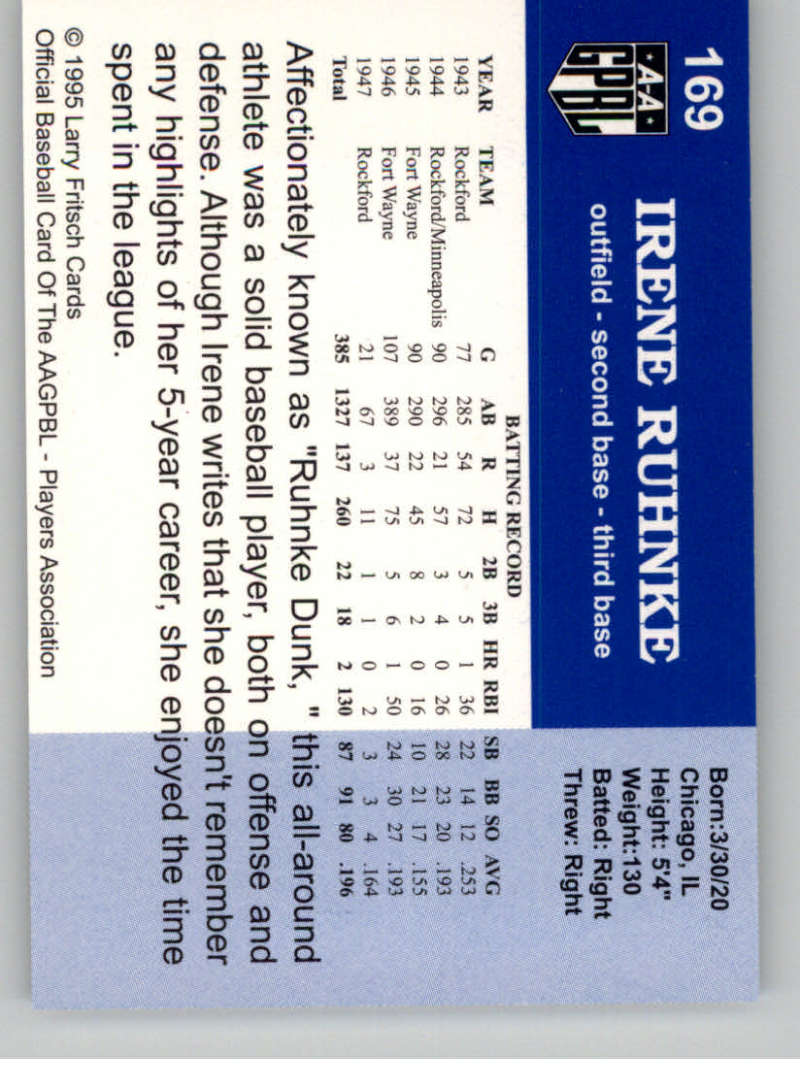 169
A-A
GPBL
IRENE RUHNKE
outfield - second base - third base
Born:3/30/20
Chicago, IL
Height: 5'4"
Weight:130
Batted: Right
Threw: Right
BATTING RECORD
YEAR TEAM G AB R H 2B 3B HR RBI SB BB SO AVG
1943 Rockford 77 285 54 72 5 5 1 36 22 14 12 .253
1944 Rockford/Minneapolis 90 296 21 57 3 4 0 26 28 23 20 .193
1945 Fort Wayne 90 290 22 45 8 2 0 16 10 21 17 .155
1946 Fort Wayne 107 389 37 75 5 6 1 50 24 30 27 .193
1947 Rockford 21 67 3 11 1 1 0 2 3 3 4 .164
Total 385 1327 137 260 22 18 2 130 87 91 80 .196
Affectionately known as "Ruhnke Dunk, " this all-around
athlete was a solid baseball player, both on offense and
defense. Although Irene writes that she doesn't remember
any highlights of her 5-year career, she enjoyed the time
spent in the league.
© 1995 Larry Fritsch Cards
Official Baseball Card Of The AAGPBL - Players Association